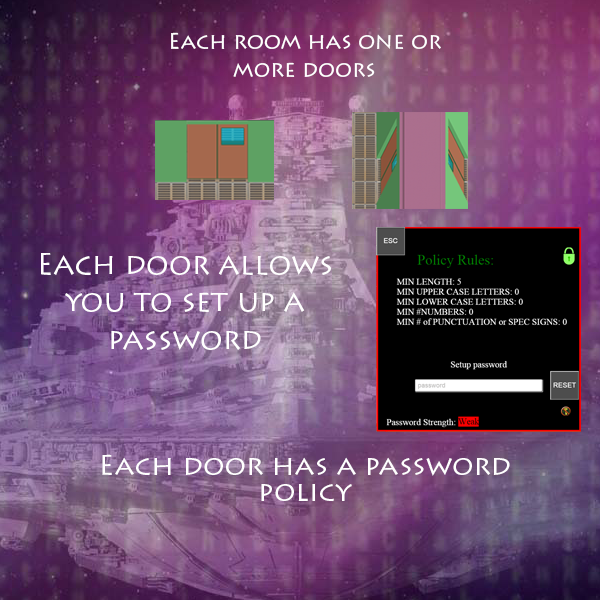 Each room has one or
more doors
Each door allows
you to set up a
password
ESC
Policy Rules:
MIN LENGTH: 5
MIN UPPER CASE LETTERS: 0
MIN LOWER CASE LETTERS: 0
MIN #NUMBERS: 0
MIN # of PUNCTUATION or SPEC SIGNS: 0
Setup password
password
RESET
Password Strength: Weak
Each door has a password
policy